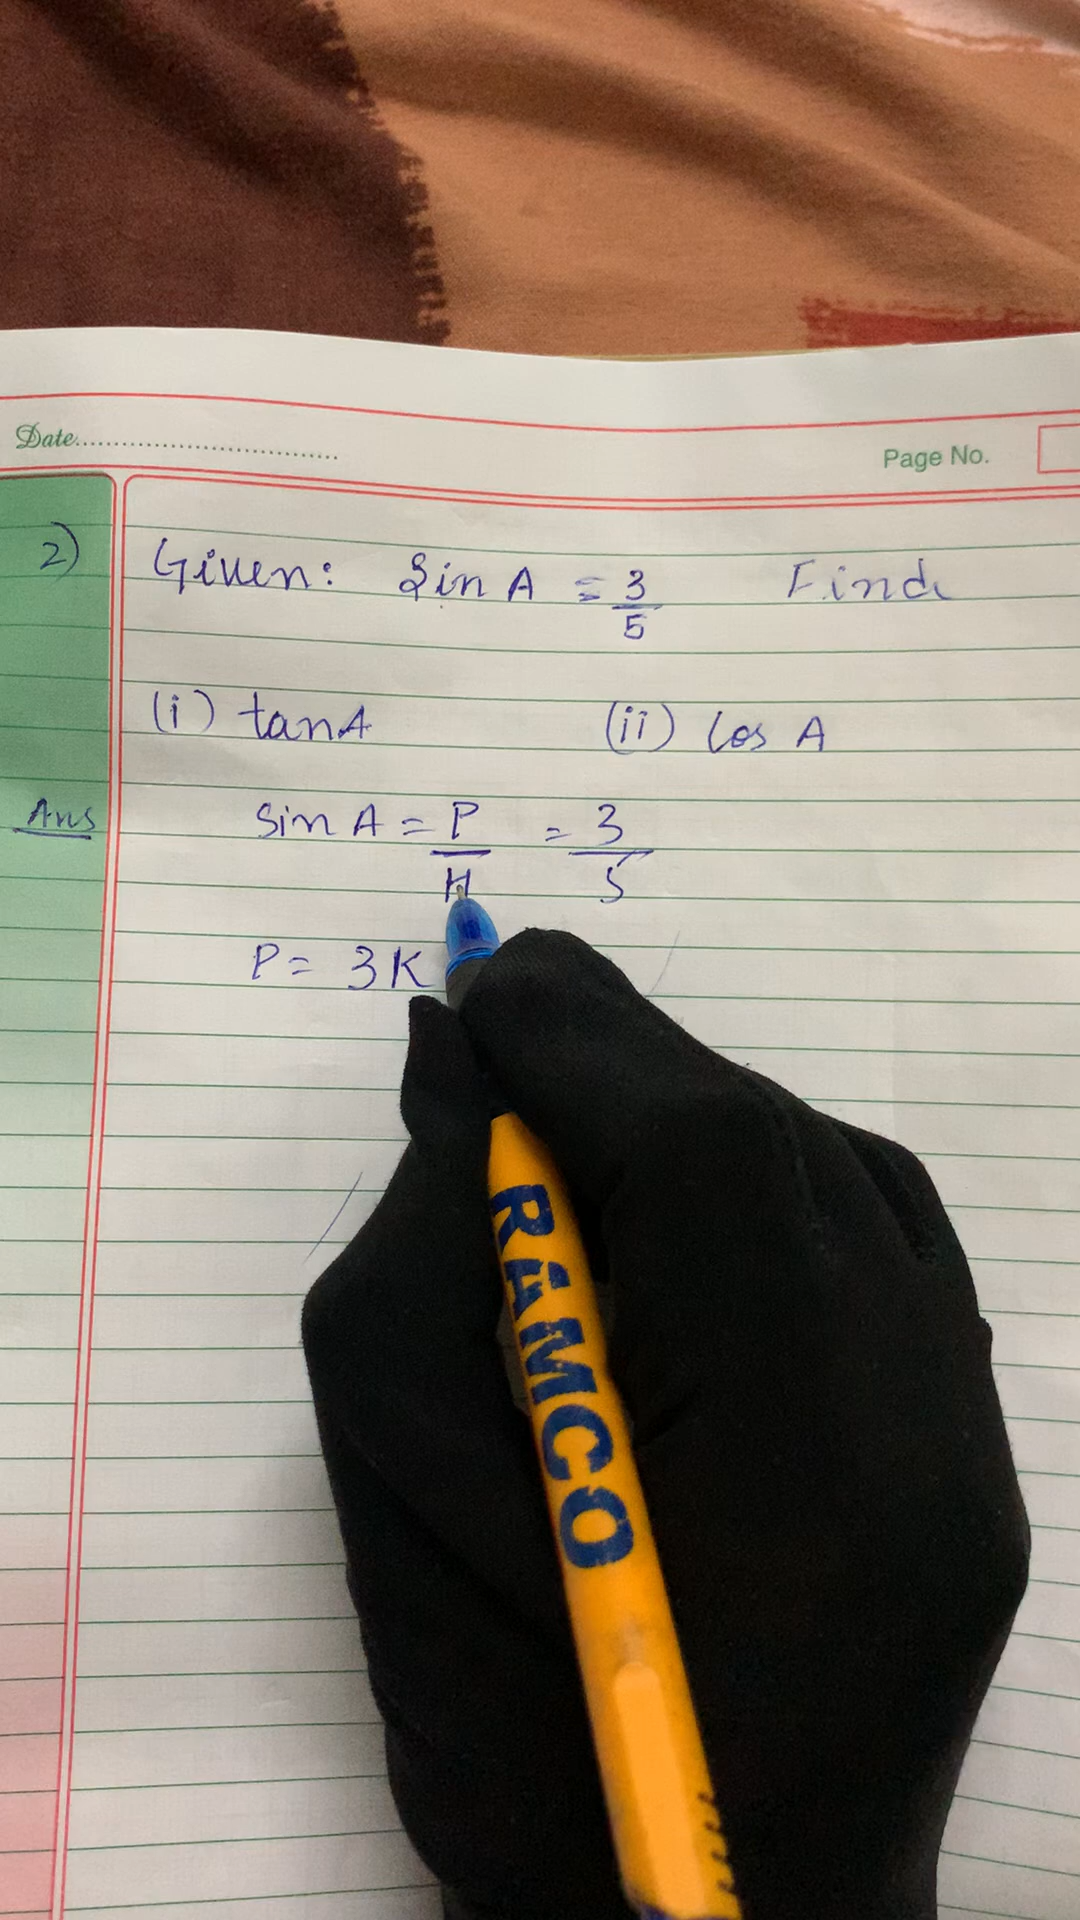 Date
Page No.
2) Given: Sin A = 3/5 Find
(i) tanA (ii) Cos A
Ans Sin A = P/H = 3/5
P = 3K
RAMCO